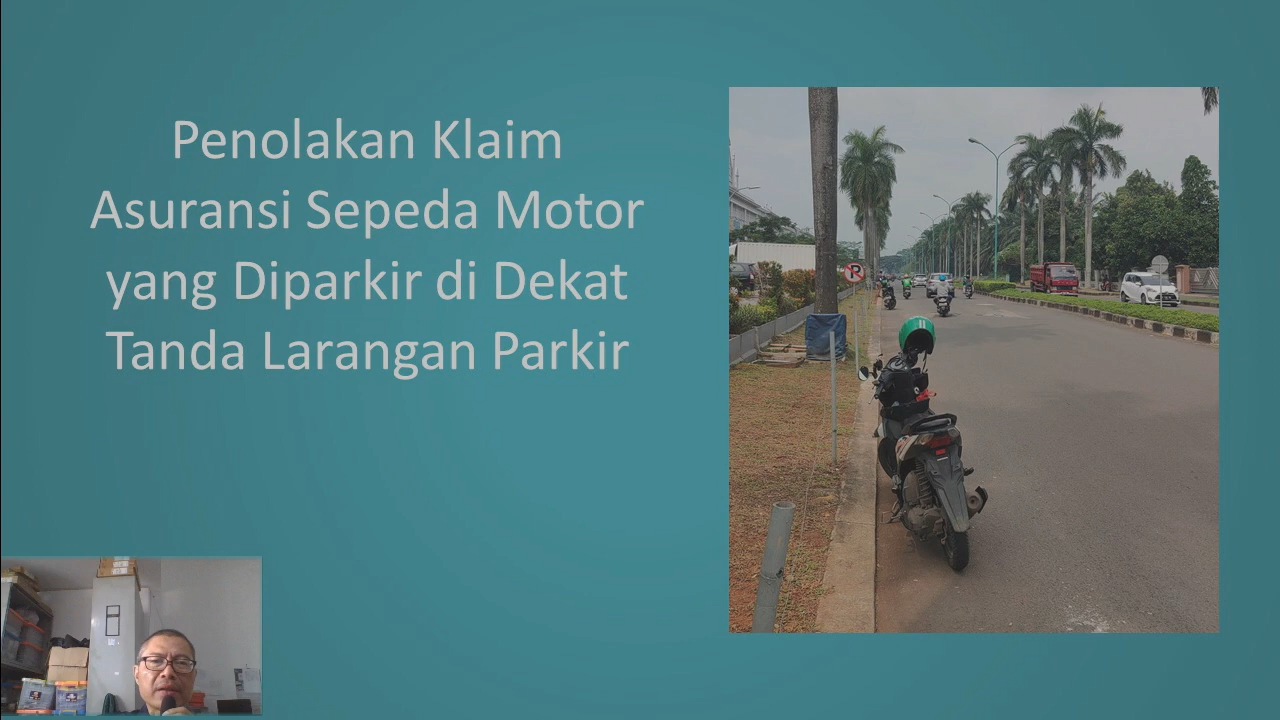 Penolakan Klaim
Asuransi Sepeda Motor
yang Diparkir di Dekat
Tanda Larangan Parkir
P